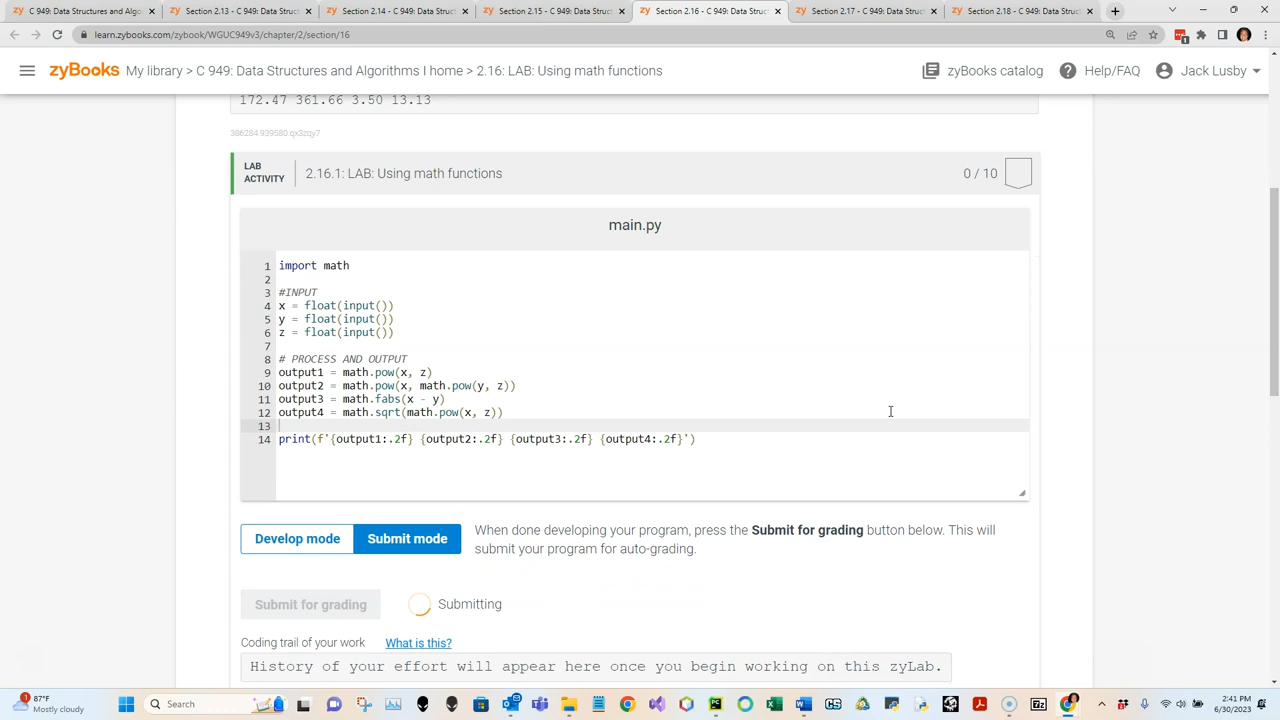 C 949: Data Structures and Alg
Section 2.13 - C 949: Data Struct
Section 2.14 - C 949: Data Struct
Section 2.15 - C 949: Data Struct
Section 2.16 - C 949: Data Struct
Section 2.17 - C 949: Data Struct
Section 2.18 - C 949: Data Struct
learn.zybooks.com/zybook/WGUC949v3/chapter/2/section/16
zyBooks My library > C 949: Data Structures and Algorithms I home > 2.16: LAB: Using math functions
zyBooks catalog
Help/FAQ
Jack Lusby
172.47 361.66 3.50 13.13
386284.939580.qx3zqy7
LAB
ACTIVITY
2.16.1: LAB: Using math functions
0 / 10
main.py
1 import math
2
3 #INPUT
4 x = float(input())
5 y = float(input())
6 z = float(input())
7
8 # PROCESS AND OUTPUT
9 output1 = math.pow(x, z)
10 output2 = math.pow(x, math.pow(y, z))
11 output3 = math.fabs(x - y)
12 output4 = math.sqrt(math.pow(x, z))
13
14 print(f'{output1:.2f} {output2:.2f} {output3:.2f} {output4:.2f}')
Develop mode
Submit mode
When done developing your program, press the Submit for grading button below. This will
submit your program for auto-grading.
Submit for grading
Submitting
Coding trail of your work
What is this?
History of your effort will appear here once you begin working on this zyLab.
87°F
Mostly cloudy
Search
2:41 PM
6/30/2023